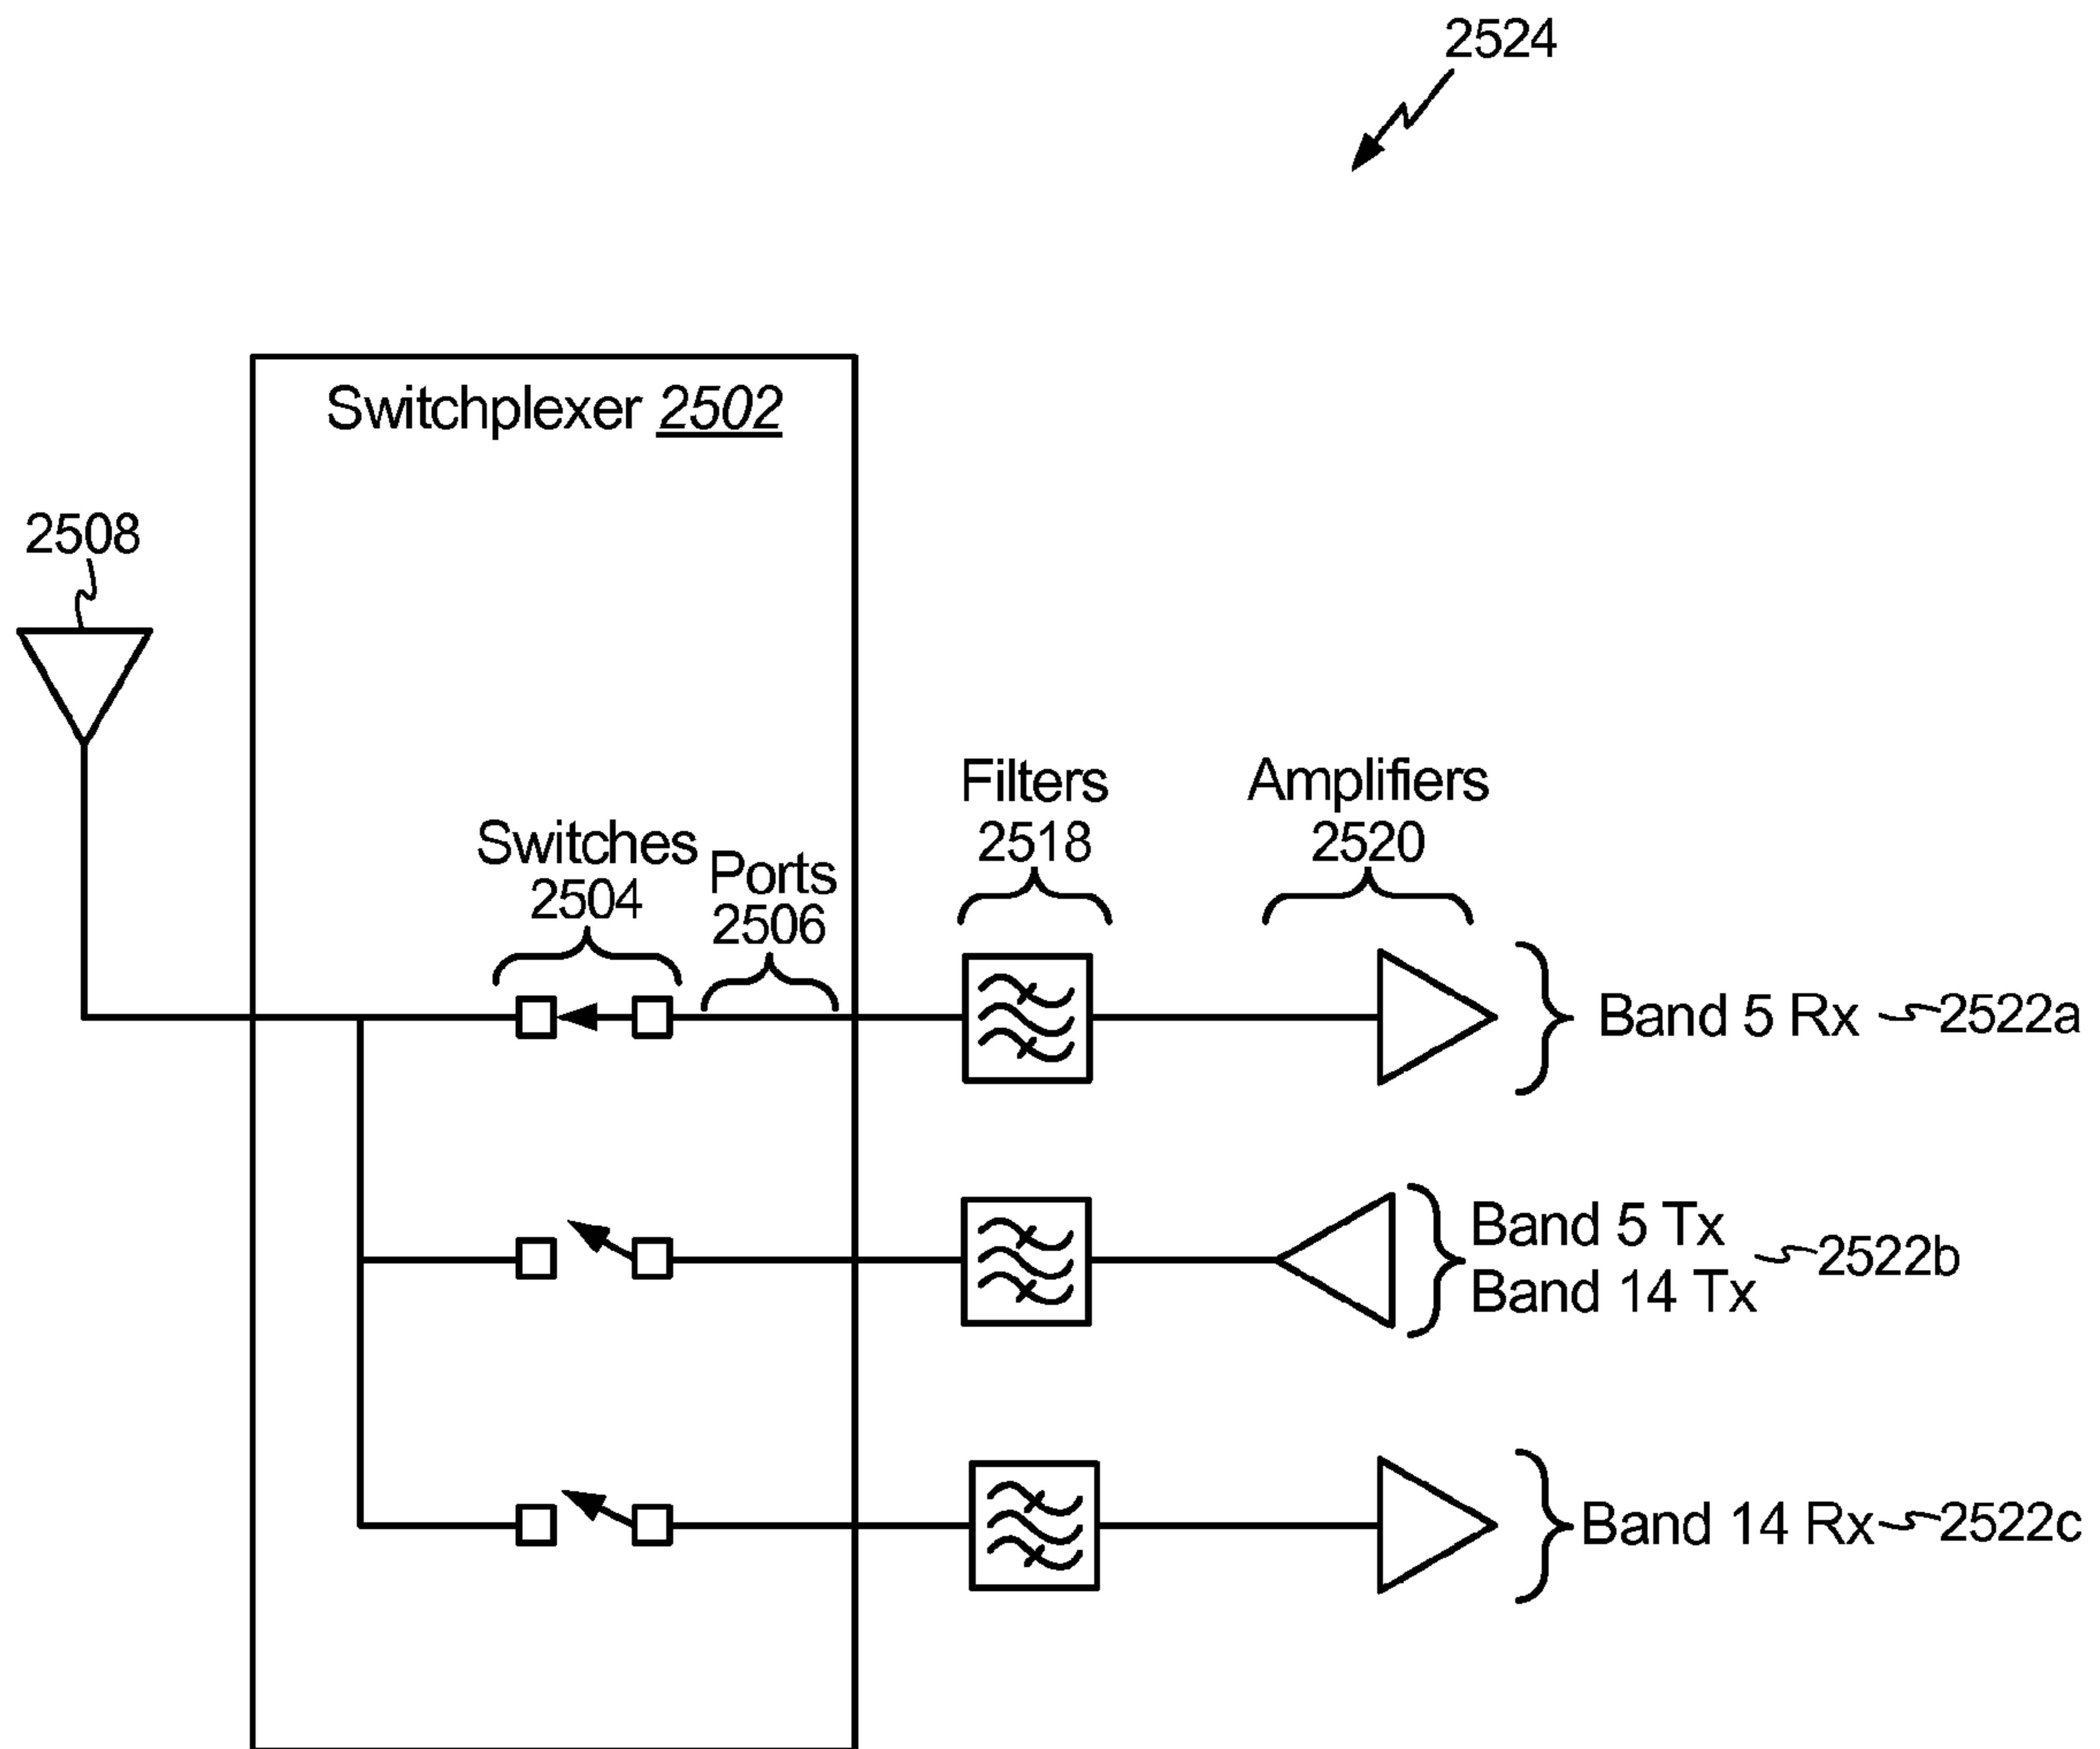 2524
Switchplexer 2502
2508
Filters
2518
Amplifiers
2520
Switches
2504
Ports
2506
Band 5 Rx 2522a
Band 5 Tx
Band 14 Tx
2522b
Band 14 Rx 2522c